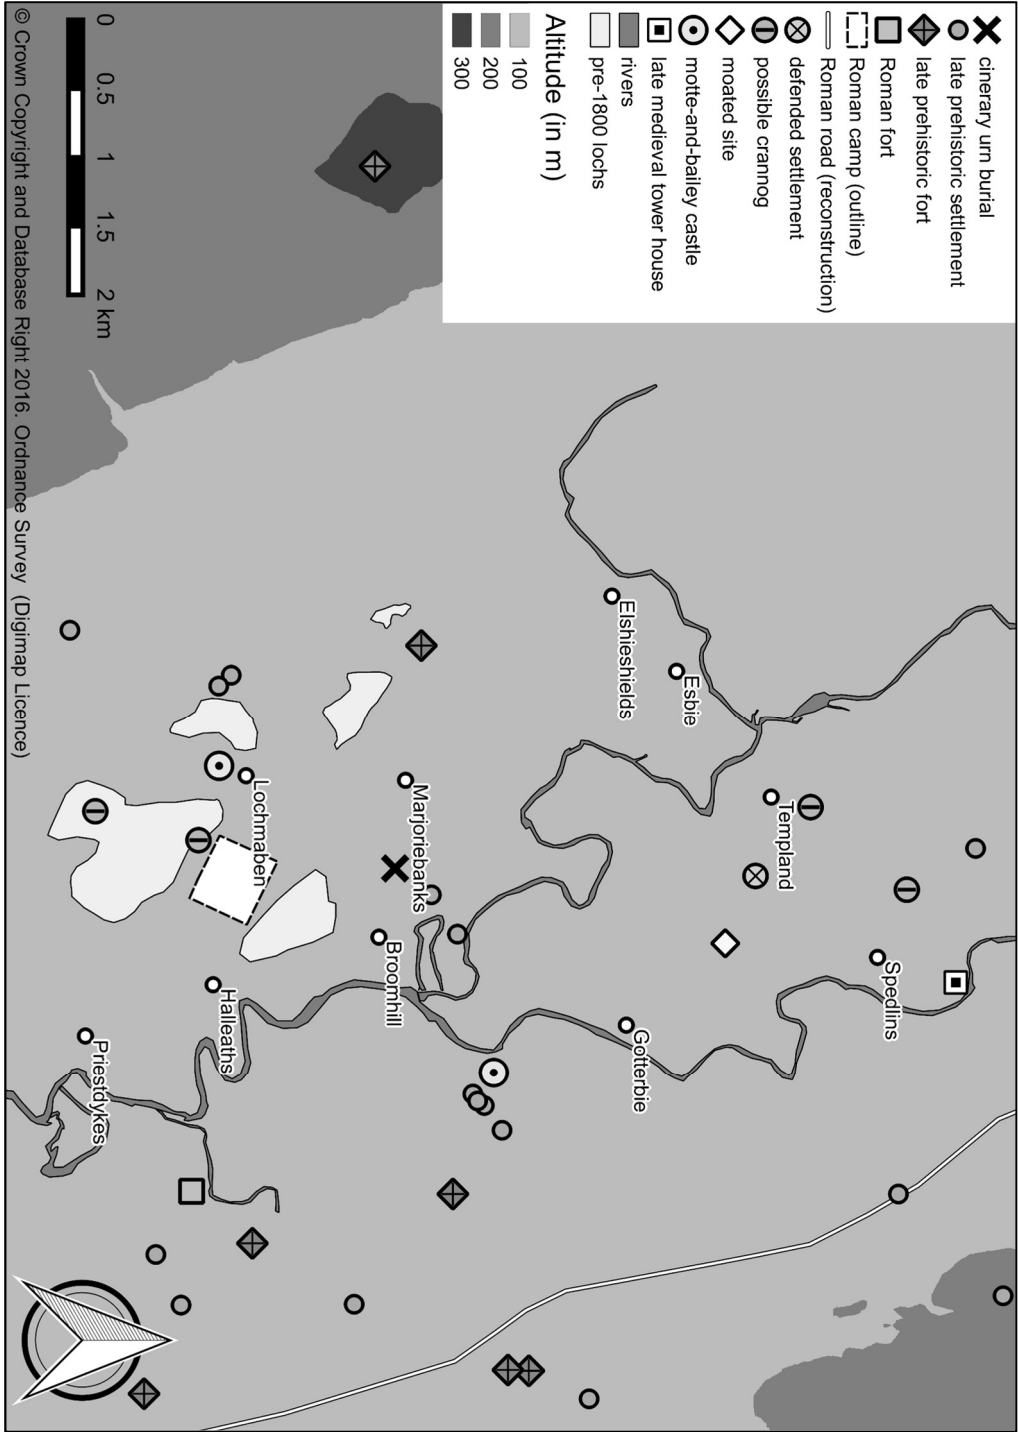 cinerary urn burial
late prehistoric settlement
late prehistoric fort
Roman fort
Roman camp (outline)
Roman road (reconstruction)
defended settlement
possible crannog
moated site
motte-and-bailey castle
late medieval tower house
rivers
pre-1800 lochs
Altitude (in m)
100
200
300
0 0.5 1 1.5 2 km
© Crown Copyright and Database Right 2016. Ordnance Survey (Digimap Licence)
Spedlins
Templand
Esbie
Elshieshields
Gotterbie
Marjoriebanks
Broomhill
Lochmaben
Halleaths
Priestdykes